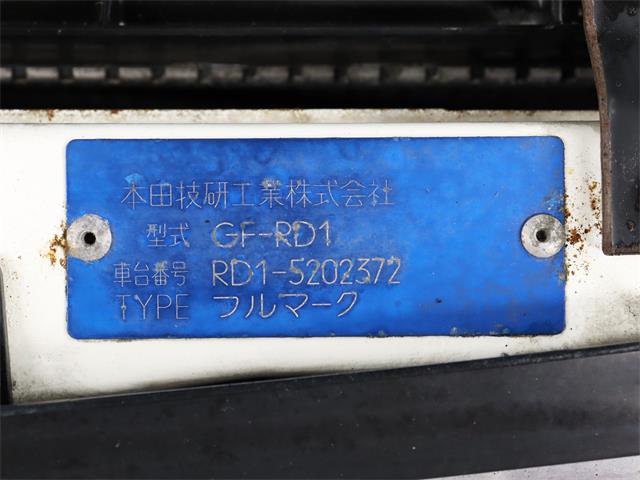 本田技研工業株式会社
型式 GF-RD1
車台番号 RD1-5202372
TYPE フルマーク